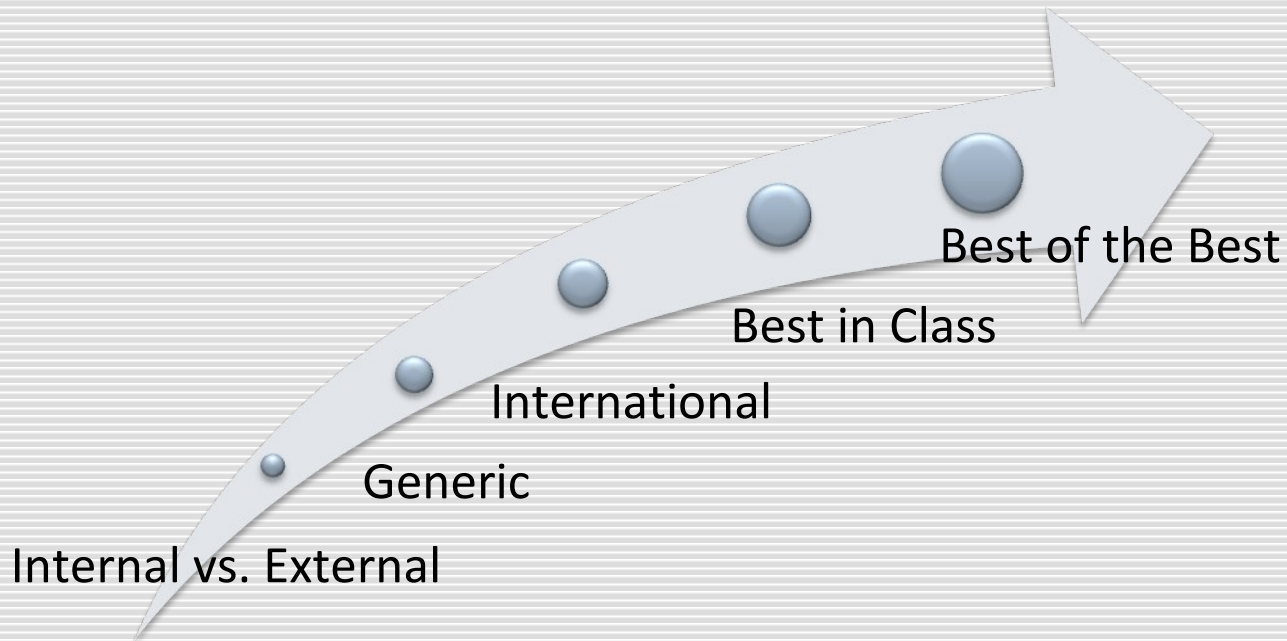 Best of the Best
Best in Class
International
Generic
Internal vs. External